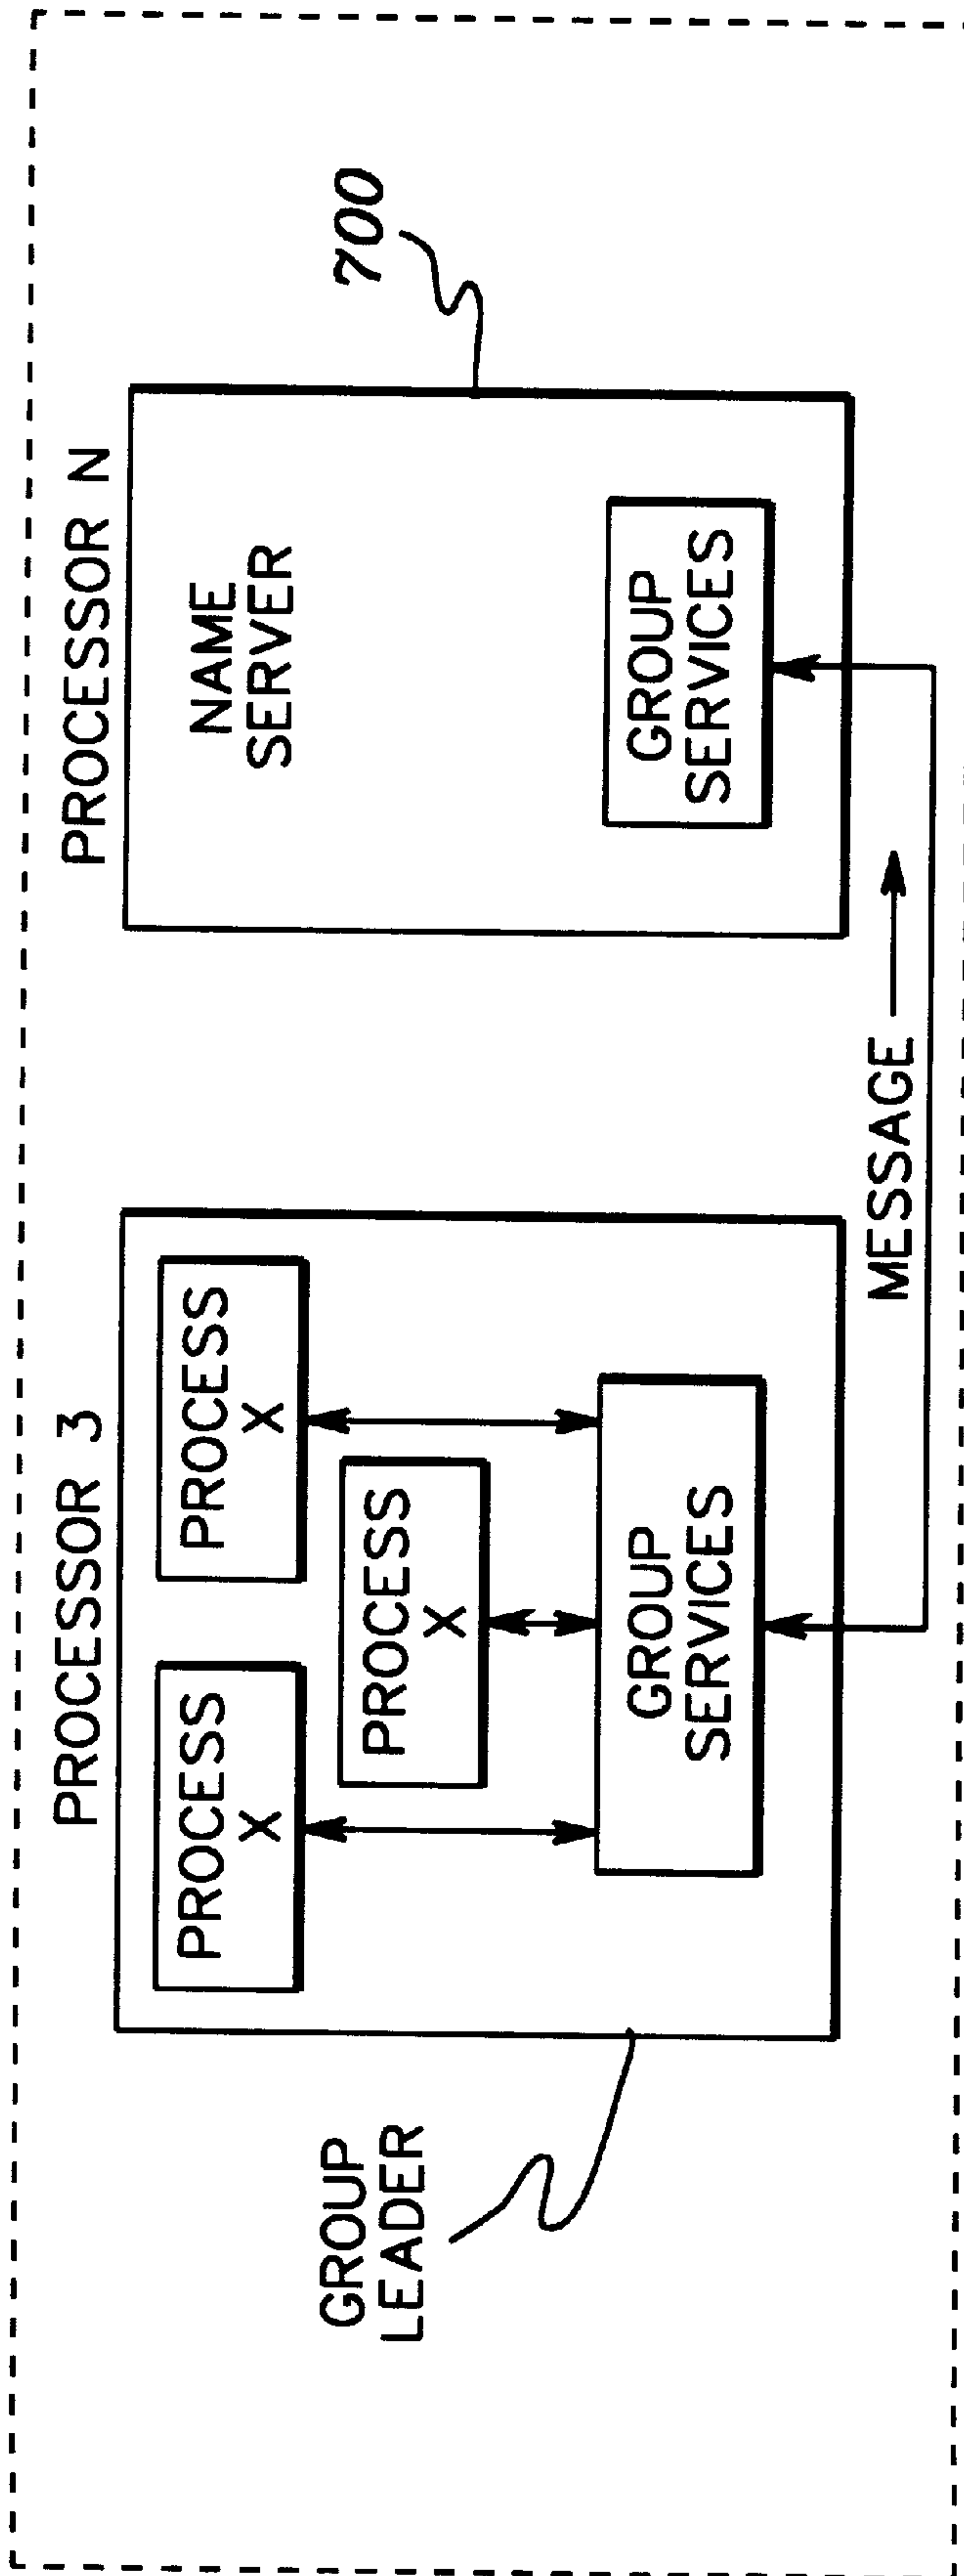 PROCESSOR 3
PROCESS
X
PROCESS
X
PROCESS
X
GROUP
SERVICES
GROUP
LEADER
MESSAGE
PROCESSOR N
NAME
SERVER
GROUP
SERVICES
700